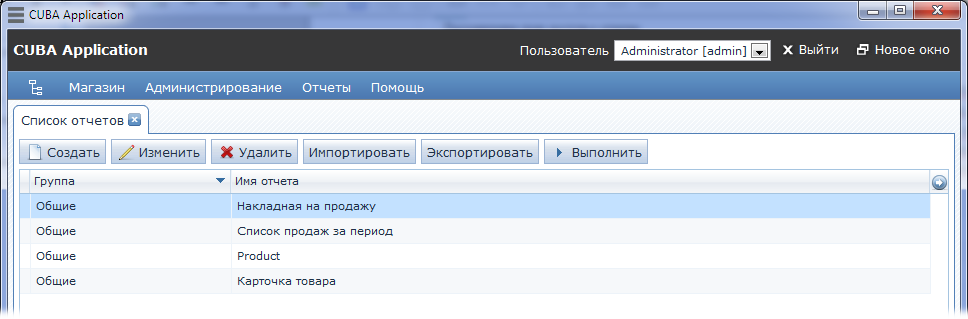 CUBA Application
CUBA Application Пользователь Administrator [admin] Выйти Новое окно
Магазин Администрирование Отчеты Помощь
Список отчетов
Создать Изменить Удалить Импортировать Экспортировать Выполнить
Группа Имя отчета
Общие Накладная на продажу
Общие Список продаж за период
Общие Product
Общие Карточка товара